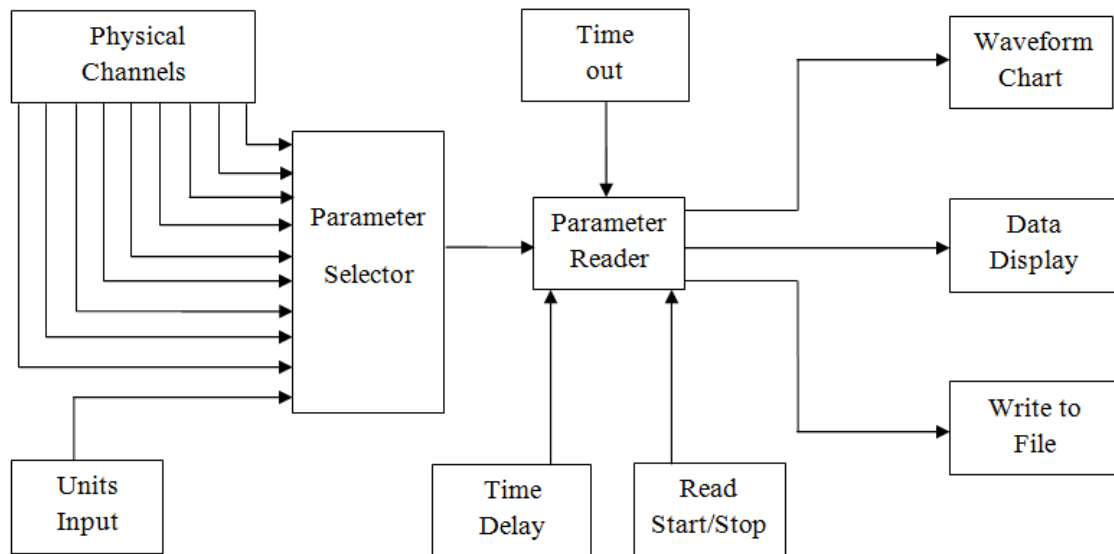 Physical
Channels
Time
out
Waveform
Chart
Parameter
Selector
Parameter
Reader
Data
Display
Units
Input
Time
Delay
Read
Start/Stop
Write to
File